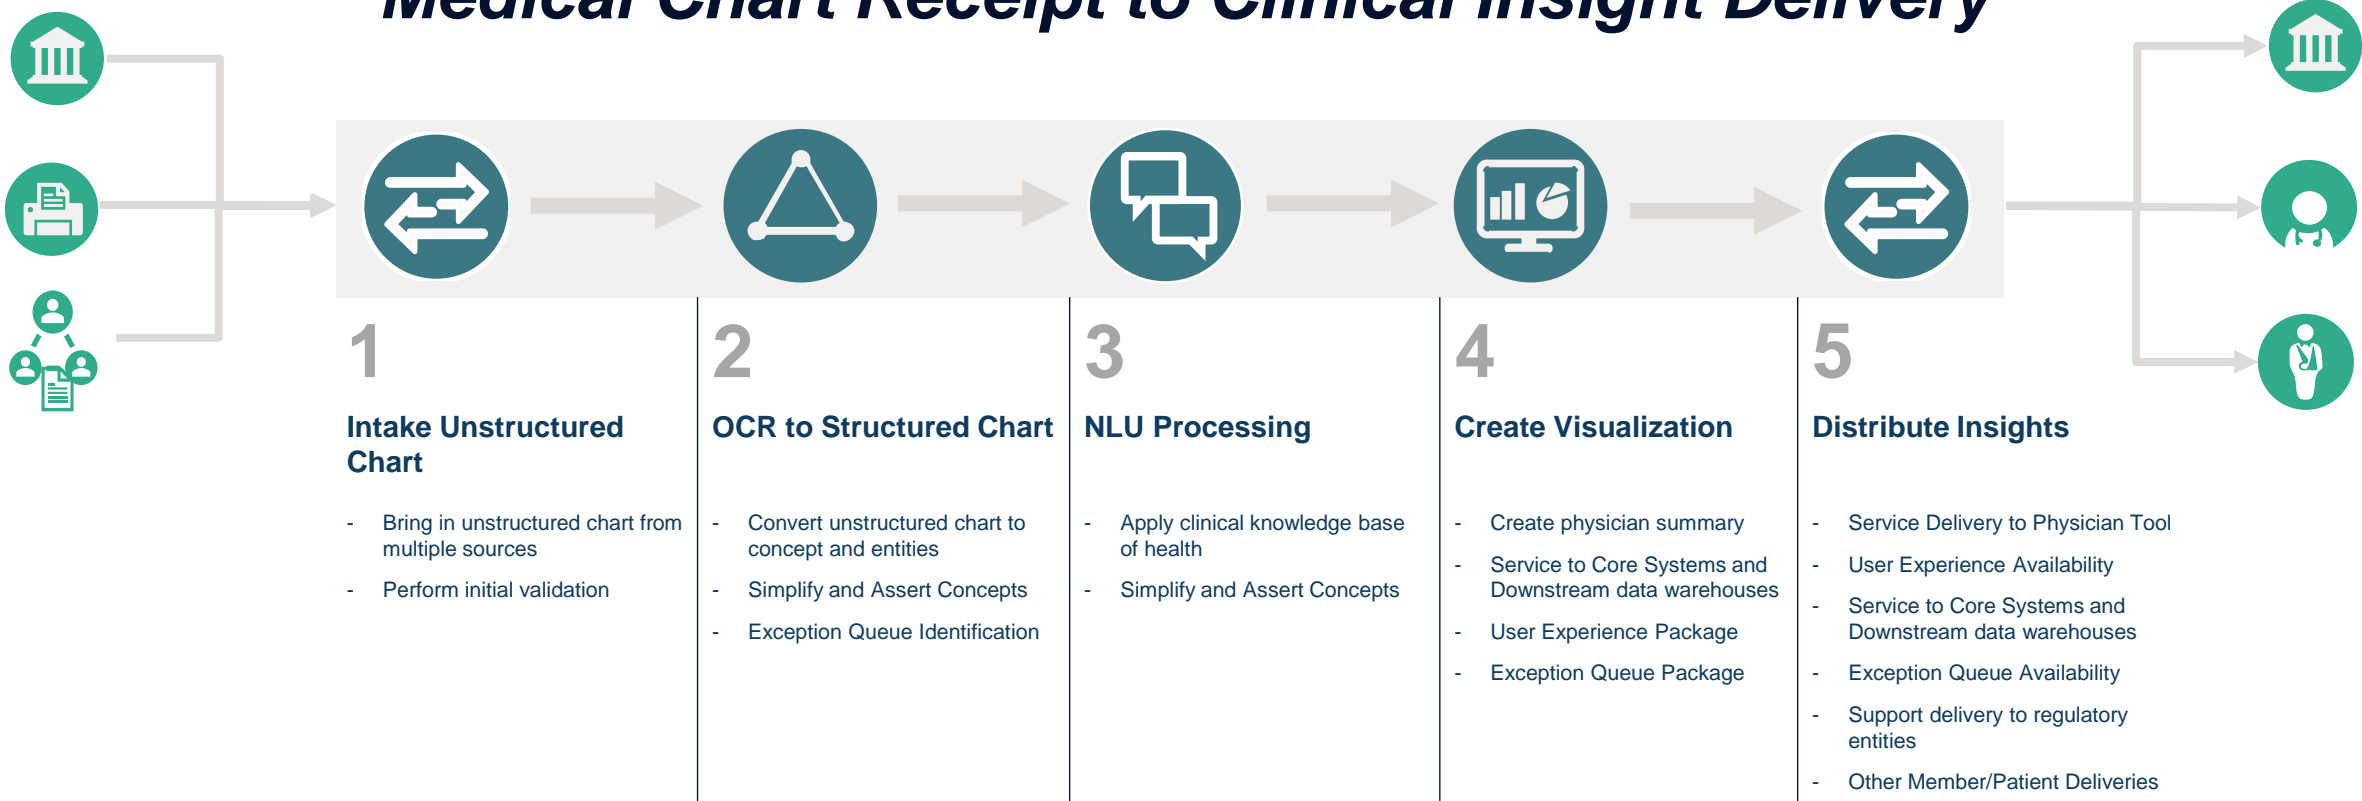 Medical Chart Receipt to Clinical Insight Delivery
1
Intake Unstructured
Chart
- Bring in unstructured chart from
multiple sources
- Perform initial validation
2
OCR to Structured Chart
- Convert unstructured chart to
concept and entities
- Simplify and Assert Concepts
- Exception Queue Identification
3
NLU Processing
- Apply clinical knowledge base
of health
- Simplify and Assert Concepts
4
Create Visualization
- Create physician summary
- Service to Core Systems and
Downstream data warehouses
- User Experience Package
- Exception Queue Package
5
Distribute Insights
- Service Delivery to Physician Tool
- User Experience Availability
- Service to Core Systems and
Downstream data warehouses
- Exception Queue Availability
- Support delivery to regulatory
entities
- Other Member/Patient Deliveries